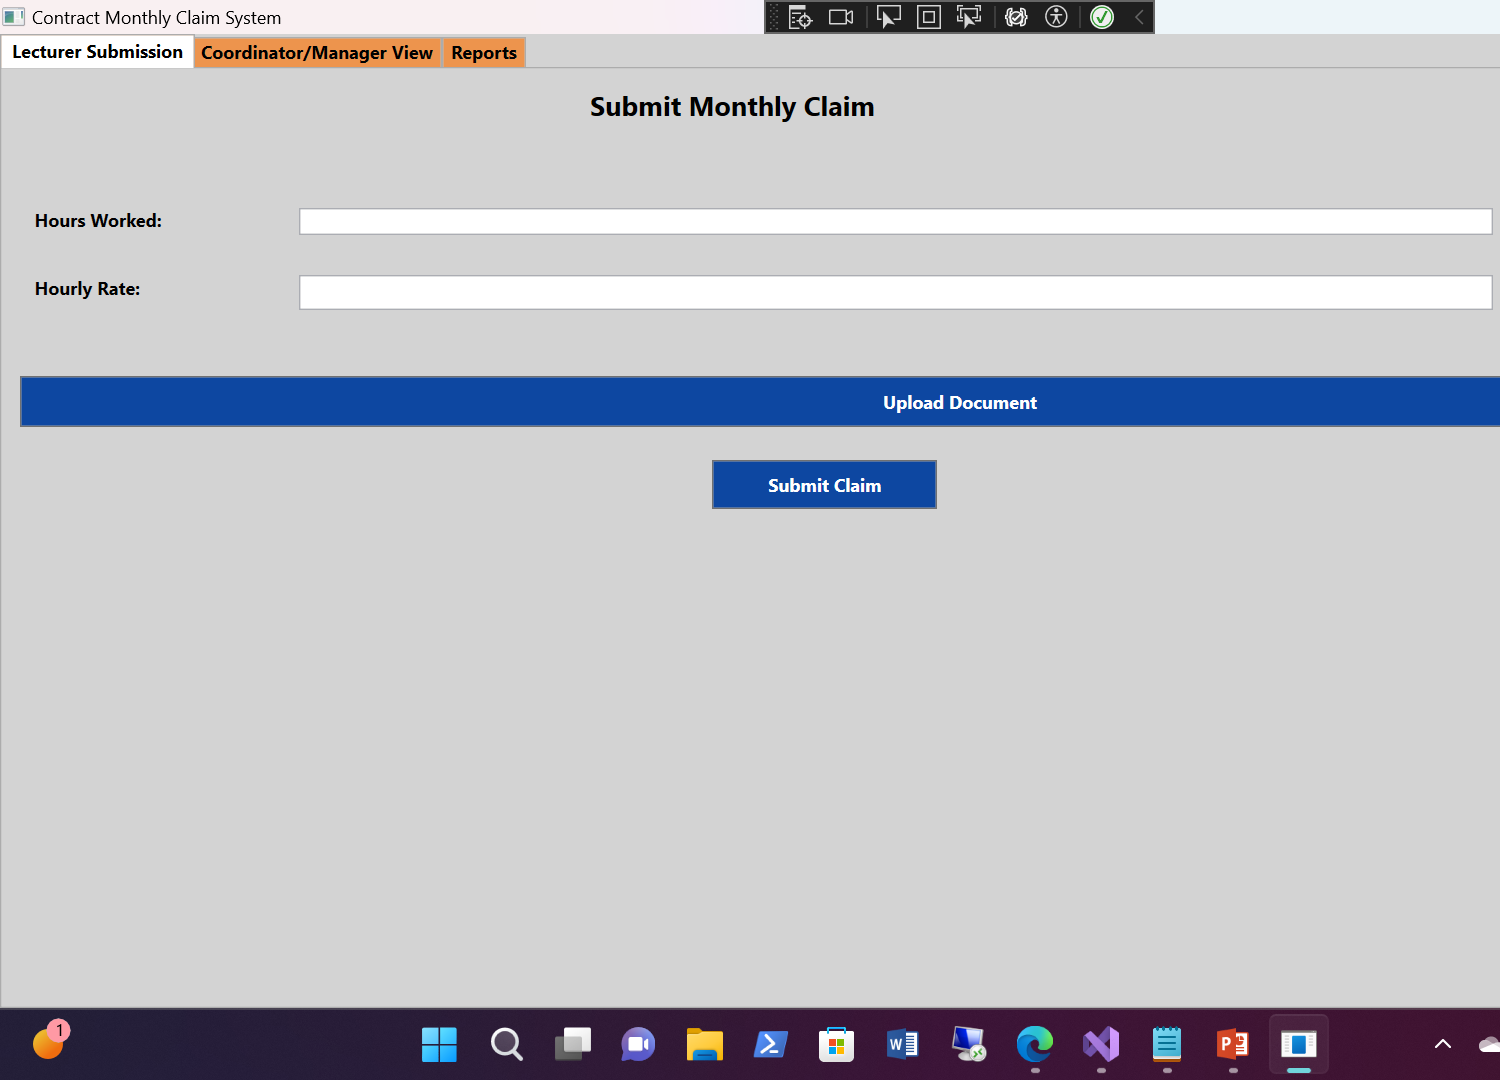 Contract Monthly Claim System
Lecturer Submission Coordinator/Manager View Reports
Submit Monthly Claim
Hours Worked:
Hourly Rate:
Upload Document
Submit Claim
1
W
P